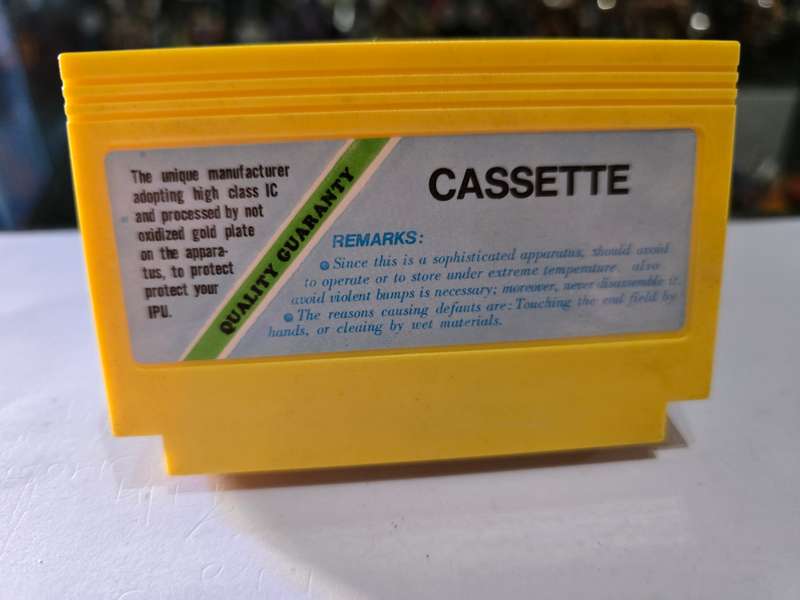 The unique manufacturer
adopting high class IC
and processed by not
oxidized gold plate
on the appara-
tus, to protect
protect your
IPU.
QUALITY GUARANTY
CASSETTE
REMARKS:
Since this is a sophisticated apparatus, should avoid
to operate or to store under extreme temperature also
avoid violent bumps is necessary; moreover, never disassemble it.
The reasons causing defauts are: Touching the end field by
hands, or cleaing by wet materials.